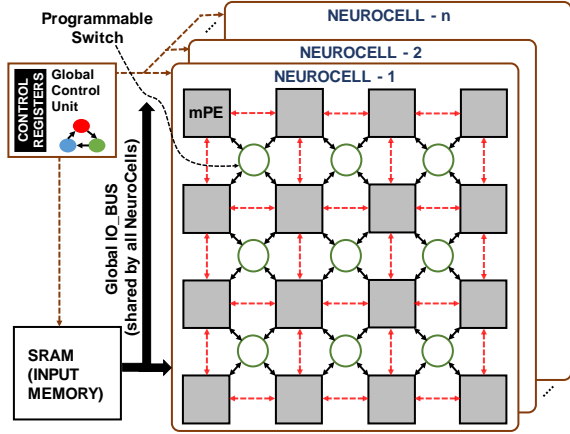 Programmable
Switch
NEUROCELL - n
NEUROCELL - 2
NEUROCELL - 1
CONTROL
REGISTERS
Global
Control
Unit
mPE
Global IO_BUS
(shared by all NeuroCells)
SRAM
(INPUT
MEMORY)